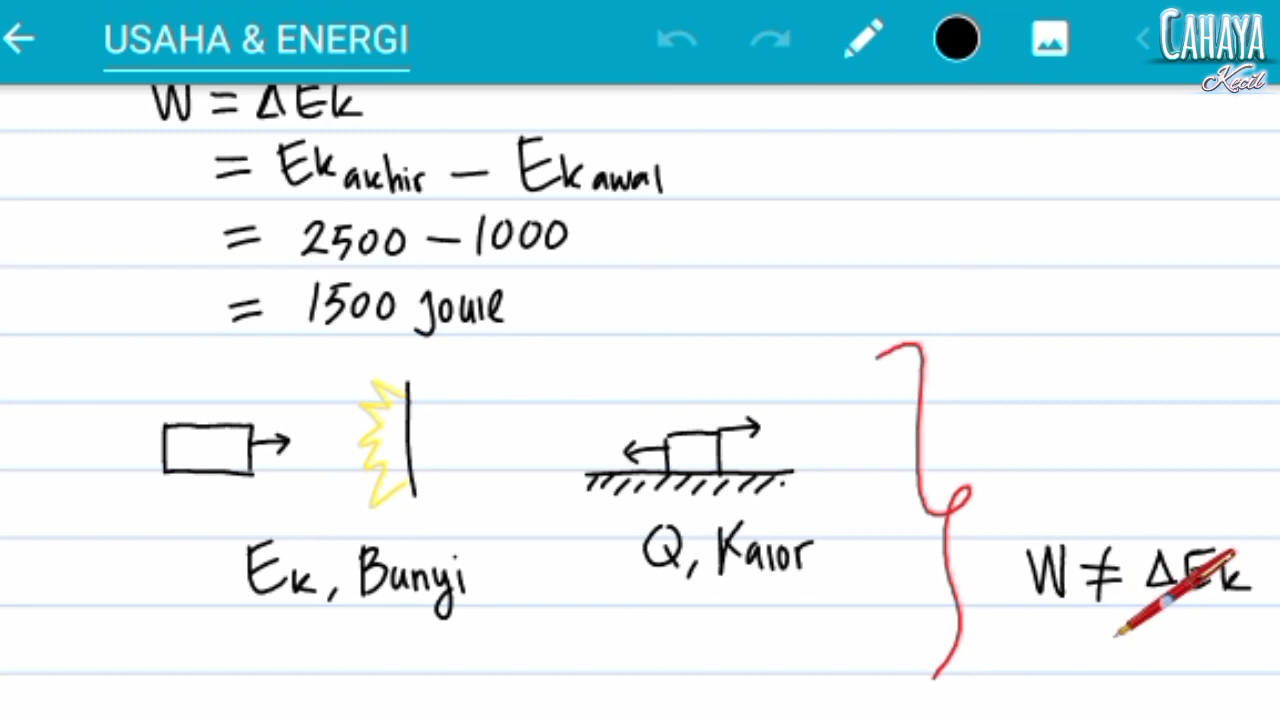 USAHA & ENERGI
CAHAYA
Kecil
W = ΔEk
= Ek akhir - Ek awal
= 2500 - 1000
= 1500 joule
Ek, Bunyi
Q, Kalor
W ≠ ΔEk